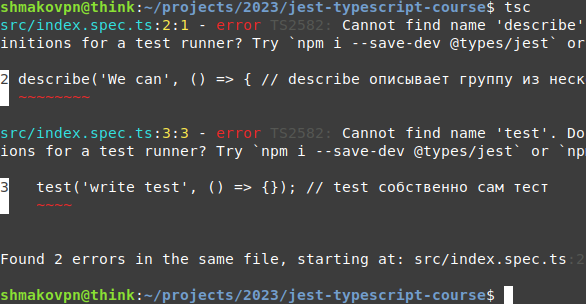 shmakovpn@think:~/projects/2023/jest-typescript-course$ tsc
src/index.spec.ts:2:1 - error TS2582: Cannot find name 'describe'
initions for a test runner? Try `npm i --save-dev @types/jest` or
2 describe('We can', () => { // describe описывает группу из неск
~~~~~~~~
src/index.spec.ts:3:3 - error TS2582: Cannot find name 'test'. Do
ions for a test runner? Try `npm i --save-dev @types/jest` or `np
3   test('write test', () => {}); // test собственно сам тест
~~~~
Found 2 errors in the same file, starting at: src/index.spec.ts:2
shmakovpn@think:~/projects/2023/jest-typescript-course$